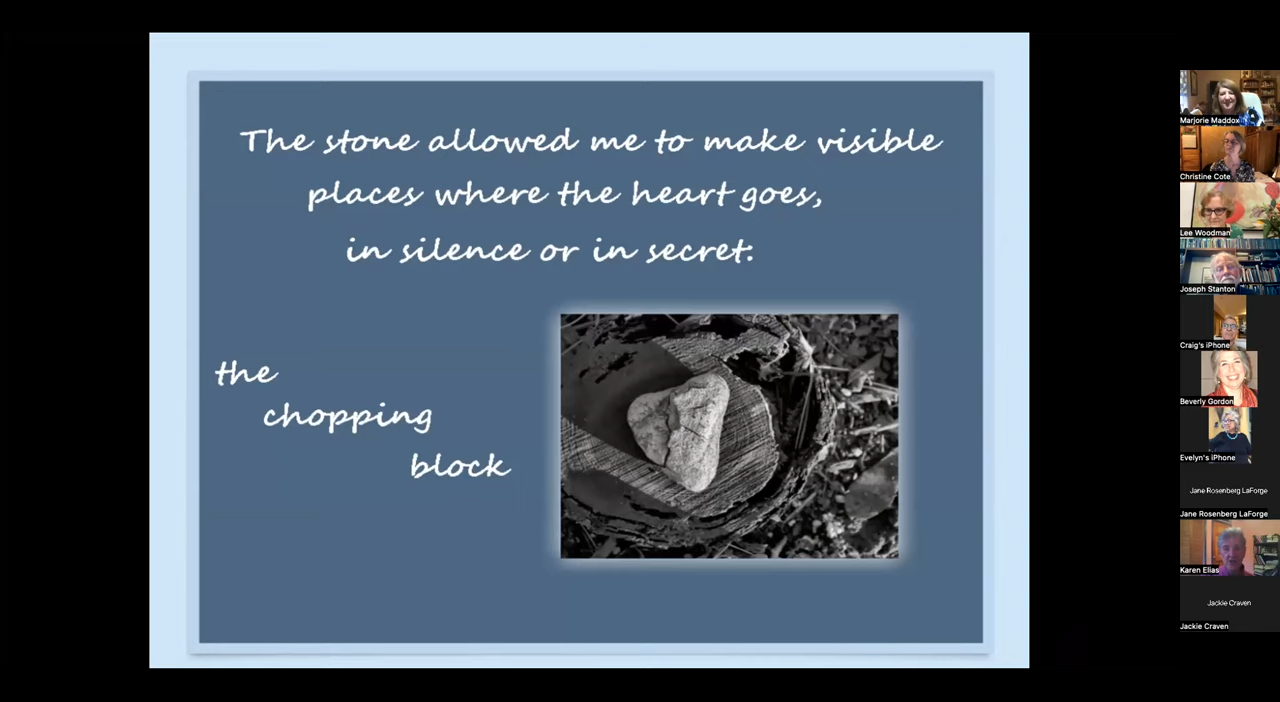 The stone allowed me to make visible
places where the heart goes,
in silence or in secret:
the
chopping
block
Marjorie Maddox
Christine Cote
Lee Woodman
Joseph Stanton
Craig's iPhone
Beverly Gordon
Evelyn's iPhone
Jane Rosenberg LaForge
Jane Rosenberg LaForge
Karen Elias
Jackie Craven
Jackie Craven